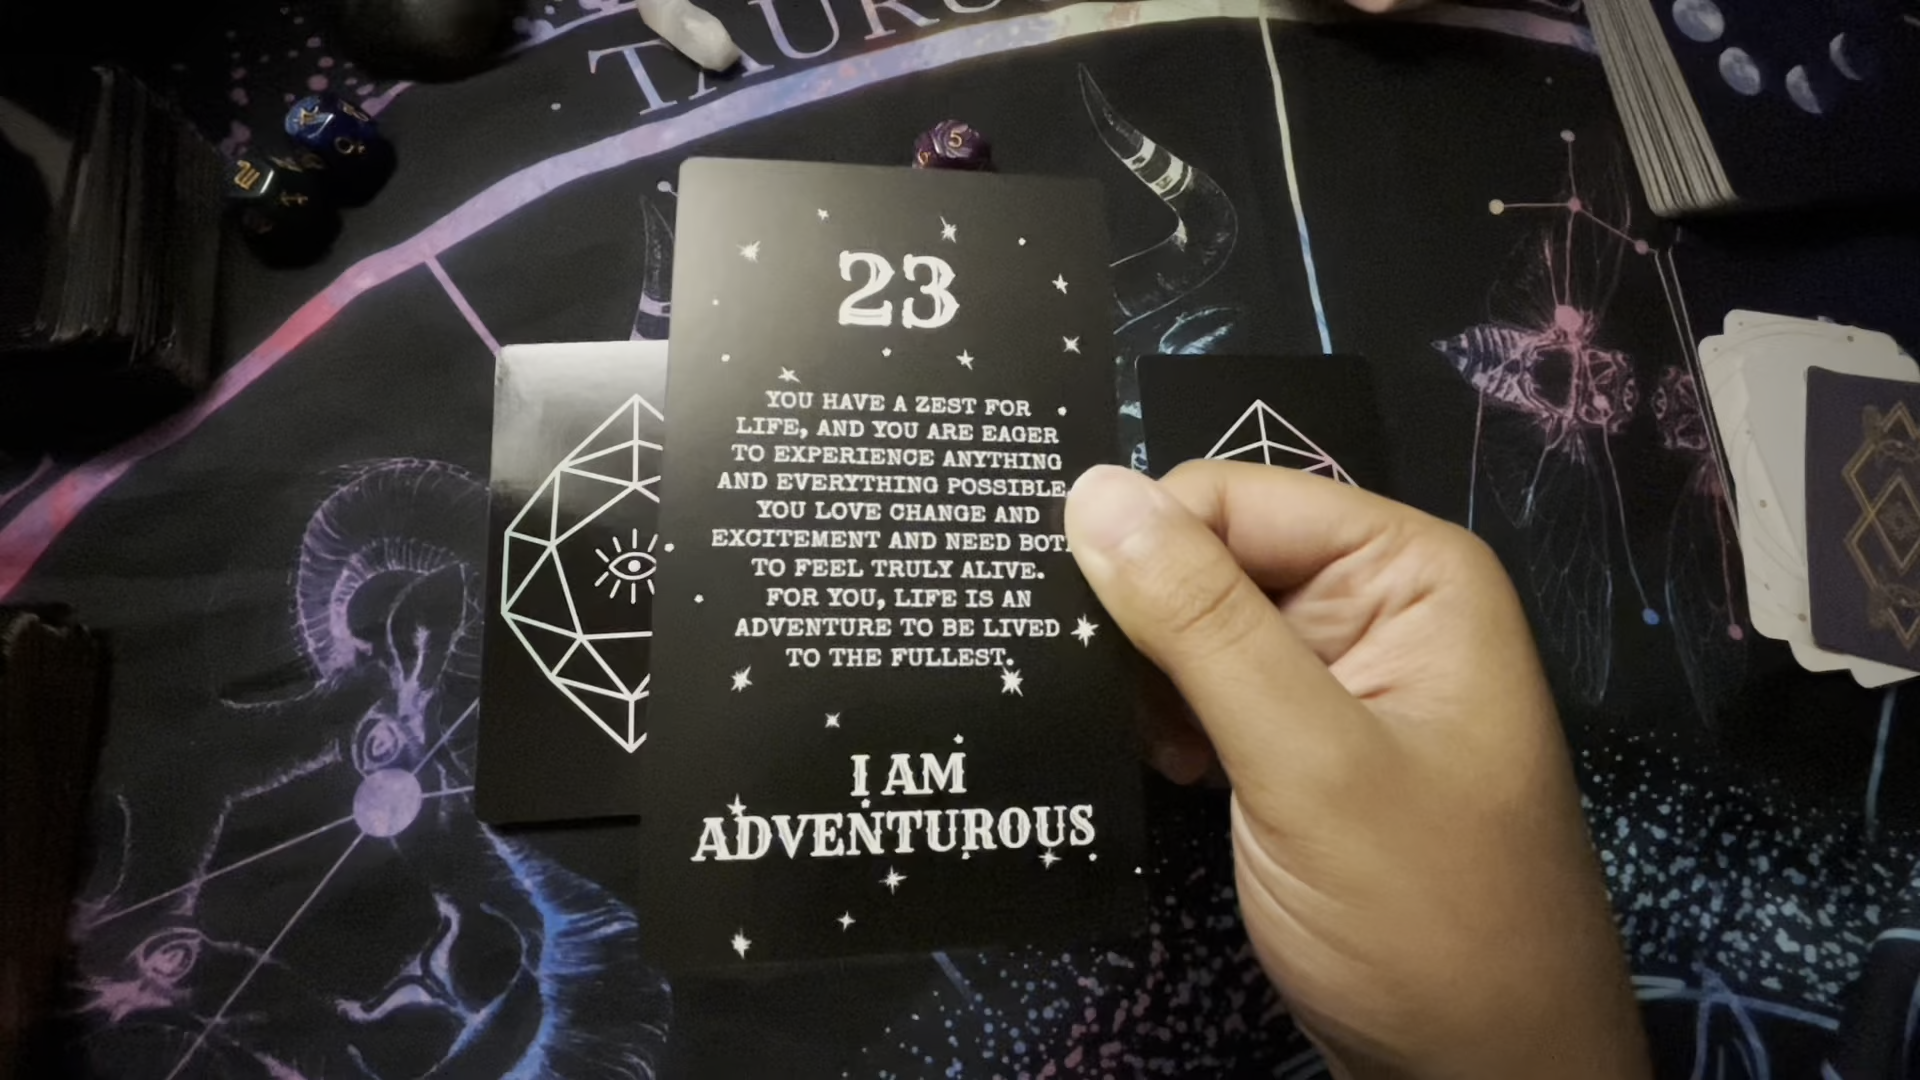 TAURUS
5
23
YOU HAVE A ZEST FOR
LIFE, AND YOU ARE EAGER
TO EXPERIENCE ANYTHING
AND EVERYTHING POSSIBLE.
YOU LOVE CHANGE AND
EXCITEMENT AND NEED BOTH
TO FEEL TRULY ALIVE.
FOR YOU, LIFE IS AN
ADVENTURE TO BE LIVED
TO THE FULLEST.
I AM
ADVENTUROUS